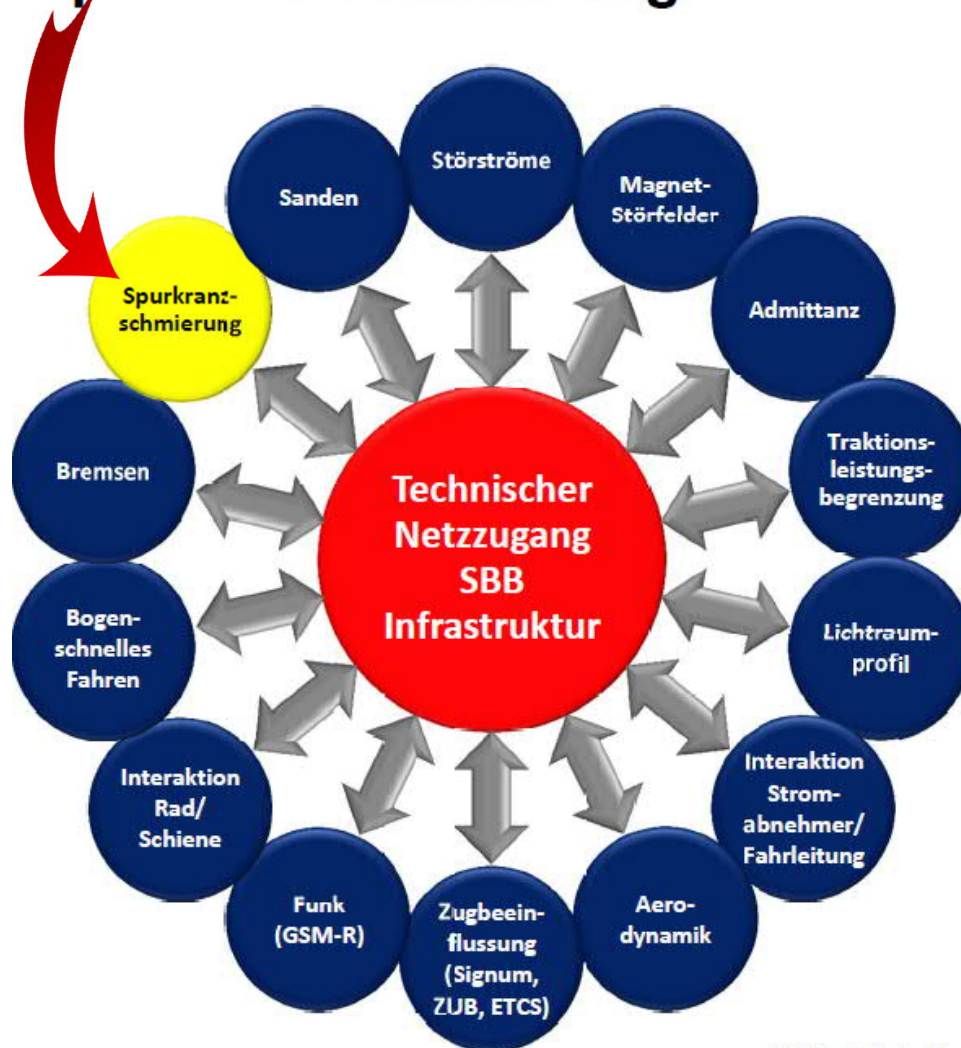 Störströme
Magnet-
Störfelder
Admittanz
Traktions-
leistungs-
begrenzung
Lichtraum-
profil
Interaktion
Strom-
abnehmer/
Fahrleitung
Aero-
dynamik
Zugbeein-
flussung
(Signum,
ZUB, ETCS)
Funk
(GSM-R)
Interaktion
Rad/
Schiene
Bogen-
schnelles
Fahren
Bremsen
Spurkranz-
schmierung
Sanden
Technischer
Netzzugang
SBB
Infrastruktur